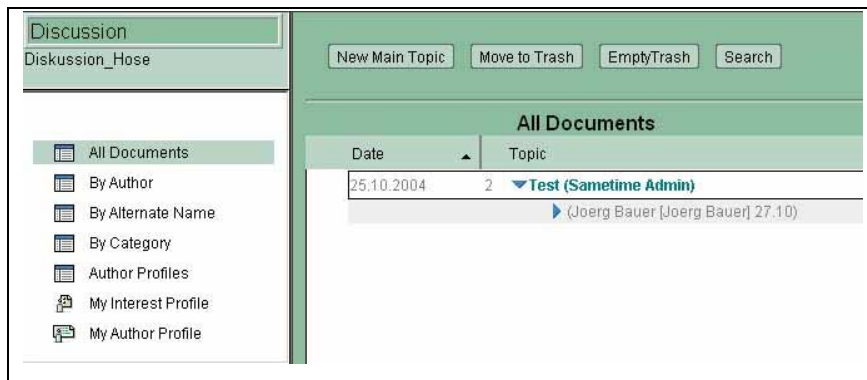 Discussion
Diskussion_Hose
New Main Topic Move to Trash EmptyTrash Search
All Documents
By Author
By Alternate Name
By Category
Author Profiles
My Interest Profile
My Author Profile
All Documents
Date Topic
25.10.2004 2 Test (Sametime Admin)
(Joerg Bauer [Joerg Bauer] 27.10)